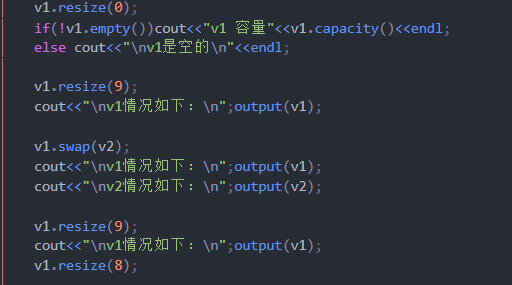 v1.resize(0);
if(!v1.empty())cout<<"v1 容量"<<v1.capacity()<<endl;
else cout<<"\nv1是空的\n"<<endl;
v1.resize(9);
cout<<"\nv1情况如下：\n";output(v1);
v1.swap(v2);
cout<<"\nv1情况如下：\n";output(v1);
cout<<"\nv2情况如下：\n";output(v2);
v1.resize(9);
cout<<"\nv1情况如下：\n";output(v1);
v1.resize(8);